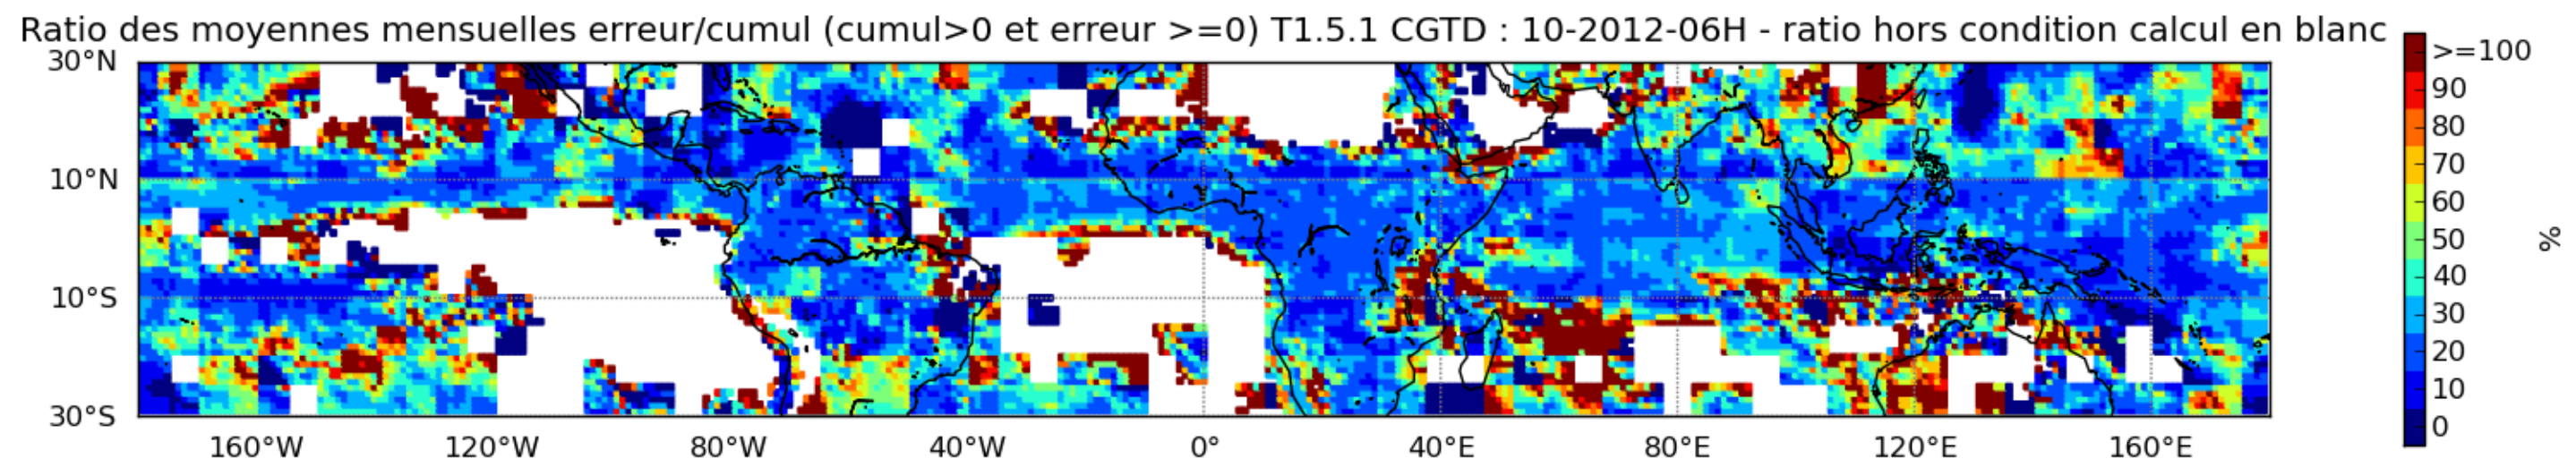 Ratio des moyennes mensuelles erreur/cumul (cumul>0 et erreur >=0) T1.5.1 CGTD : 10-2012-06H - ratio hors condition calcul en blanc
30°N
10°N
10°S
30°S
160°W 120°W 80°W 40°W 0° 40°E 80°E 120°E 160°E
>=100
90
80
70
60
50
40
30
20
10
0
%